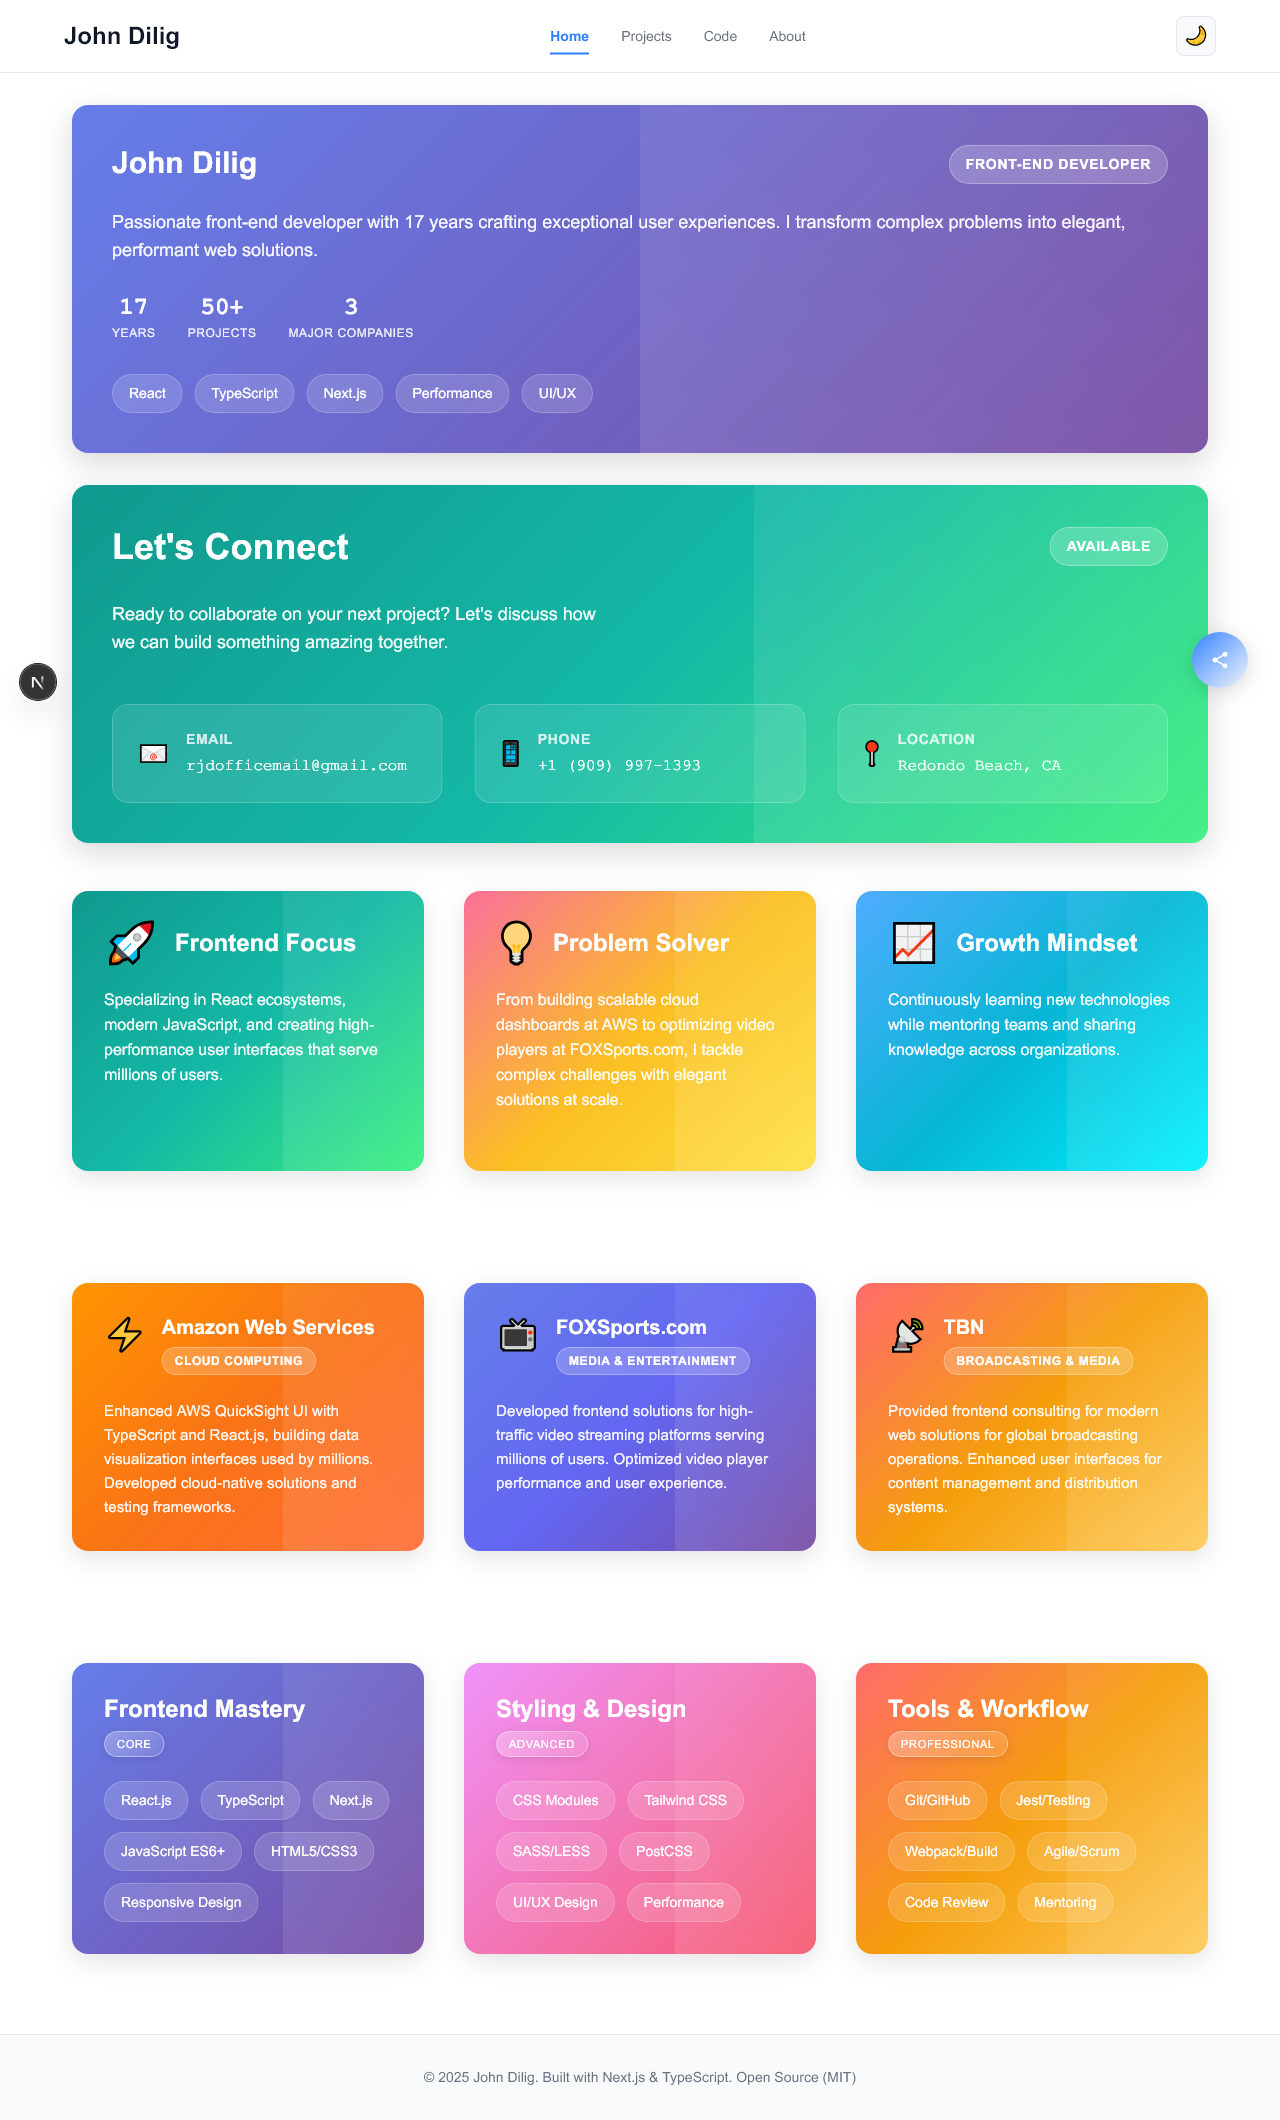 John Dilig
Home
Projects
Code
About
John Dilig
FRONT-END DEVELOPER
Passionate front-end developer with 17 years crafting exceptional user experiences. I transform complex problems into elegant,
performant web solutions.
17
YEARS
50+
PROJECTS
3
MAJOR COMPANIES
React
TypeScript
Next.js
Performance
UI/UX
Let's Connect
AVAILABLE
Ready to collaborate on your next project? Let's discuss how
we can build something amazing together.
EMAIL
rjdofficemail@gmail.com
PHONE
+1 (909) 997-1393
LOCATION
Redondo Beach, CA
N
Frontend Focus
Specializing in React ecosystems,
modern JavaScript, and creating high-
performance user interfaces that serve
millions of users.
Problem Solver
From building scalable cloud
dashboards at AWS to optimizing video
players at FOXSports.com, I tackle
complex challenges with elegant
solutions at scale.
Growth Mindset
Continuously learning new technologies
while mentoring teams and sharing
knowledge across organizations.
Amazon Web Services
CLOUD COMPUTING
Enhanced AWS QuickSight UI with
TypeScript and React.js, building data
visualization interfaces used by millions.
Developed cloud-native solutions and
testing frameworks.
FOXSports.com
MEDIA & ENTERTAINMENT
Developed frontend solutions for high-
traffic video streaming platforms serving
millions of users. Optimized video player
performance and user experience.
TBN
BROADCASTING & MEDIA
Provided frontend consulting for modern
web solutions for global broadcasting
operations. Enhanced user interfaces for
content management and distribution
systems.
Frontend Mastery
CORE
React.js
TypeScript
Next.js
JavaScript ES6+
HTML5/CSS3
Responsive Design
Styling & Design
ADVANCED
CSS Modules
Tailwind CSS
SASS/LESS
PostCSS
UI/UX Design
Performance
Tools & Workflow
PROFESSIONAL
Git/GitHub
Jest/Testing
Webpack/Build
Agile/Scrum
Code Review
Mentoring
© 2025 John Dilig. Built with Next.js & TypeScript. Open Source (MIT)